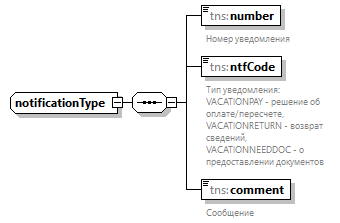 tns:number
Номер уведомления
tns:ntfCode
Тип уведомления:
VACATIONPAY - решение об
оплате/пересчете,
VACATIONRETURN - возврат
сведений,
VACATIONNEEDDOC - о
предоставлении документов
notificationType
tns:comment
Сообщение